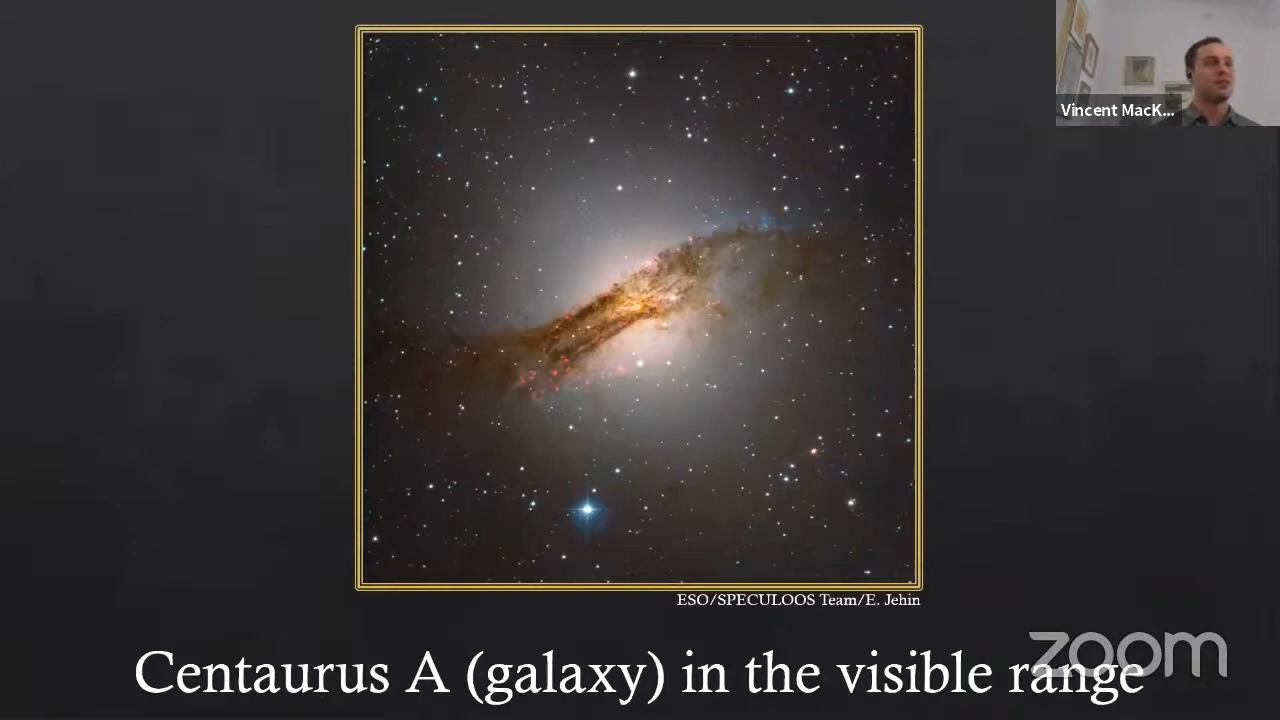 Vincent MacK...
ESO/SPECULOOS Team/E. Jehin
Centaurus A (galaxy) in the visible range
zoom